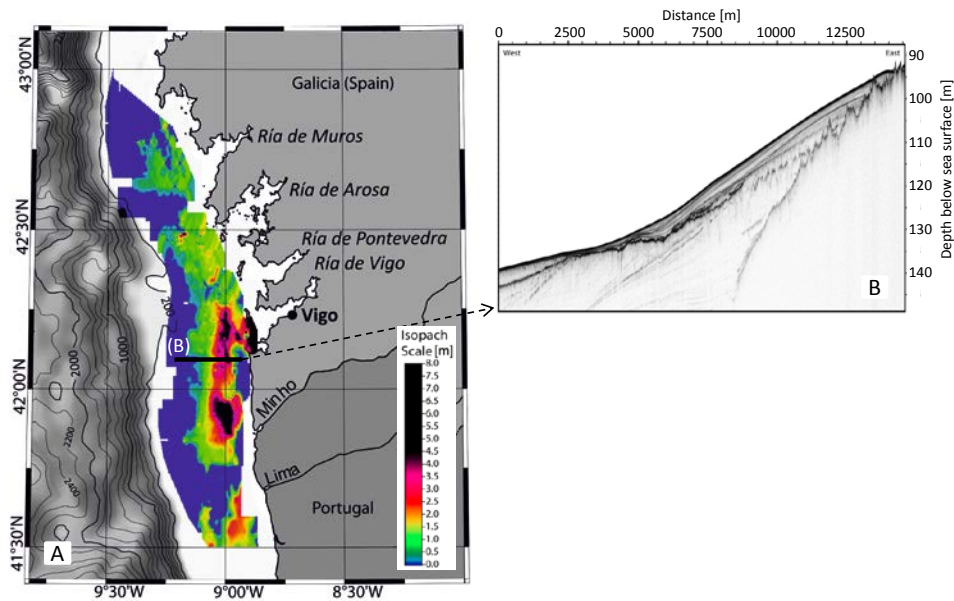 43°00'N
42°30'N
42°00'N
41°30'N
9°30'W
9°00'W
8°30'W
Galicia (Spain)
Ría de Muros
Ría de Arosa
Ría de Pontevedra
Ría de Vigo
Vigo
(B)
200
1000
2000
2200
2400
Minho
Lima
Portugal
A
Isopach
Scale [m]
8.0
7.5
7.0
6.5
6.0
5.5
5.0
4.5
4.0
3.5
3.0
2.5
2.0
1.5
1.0
0.5
0.0
Distance [m]
0 2500 5000 7500 10000 12500
West East
90
100
110
120
130
140
Depth below sea surface [m]
B